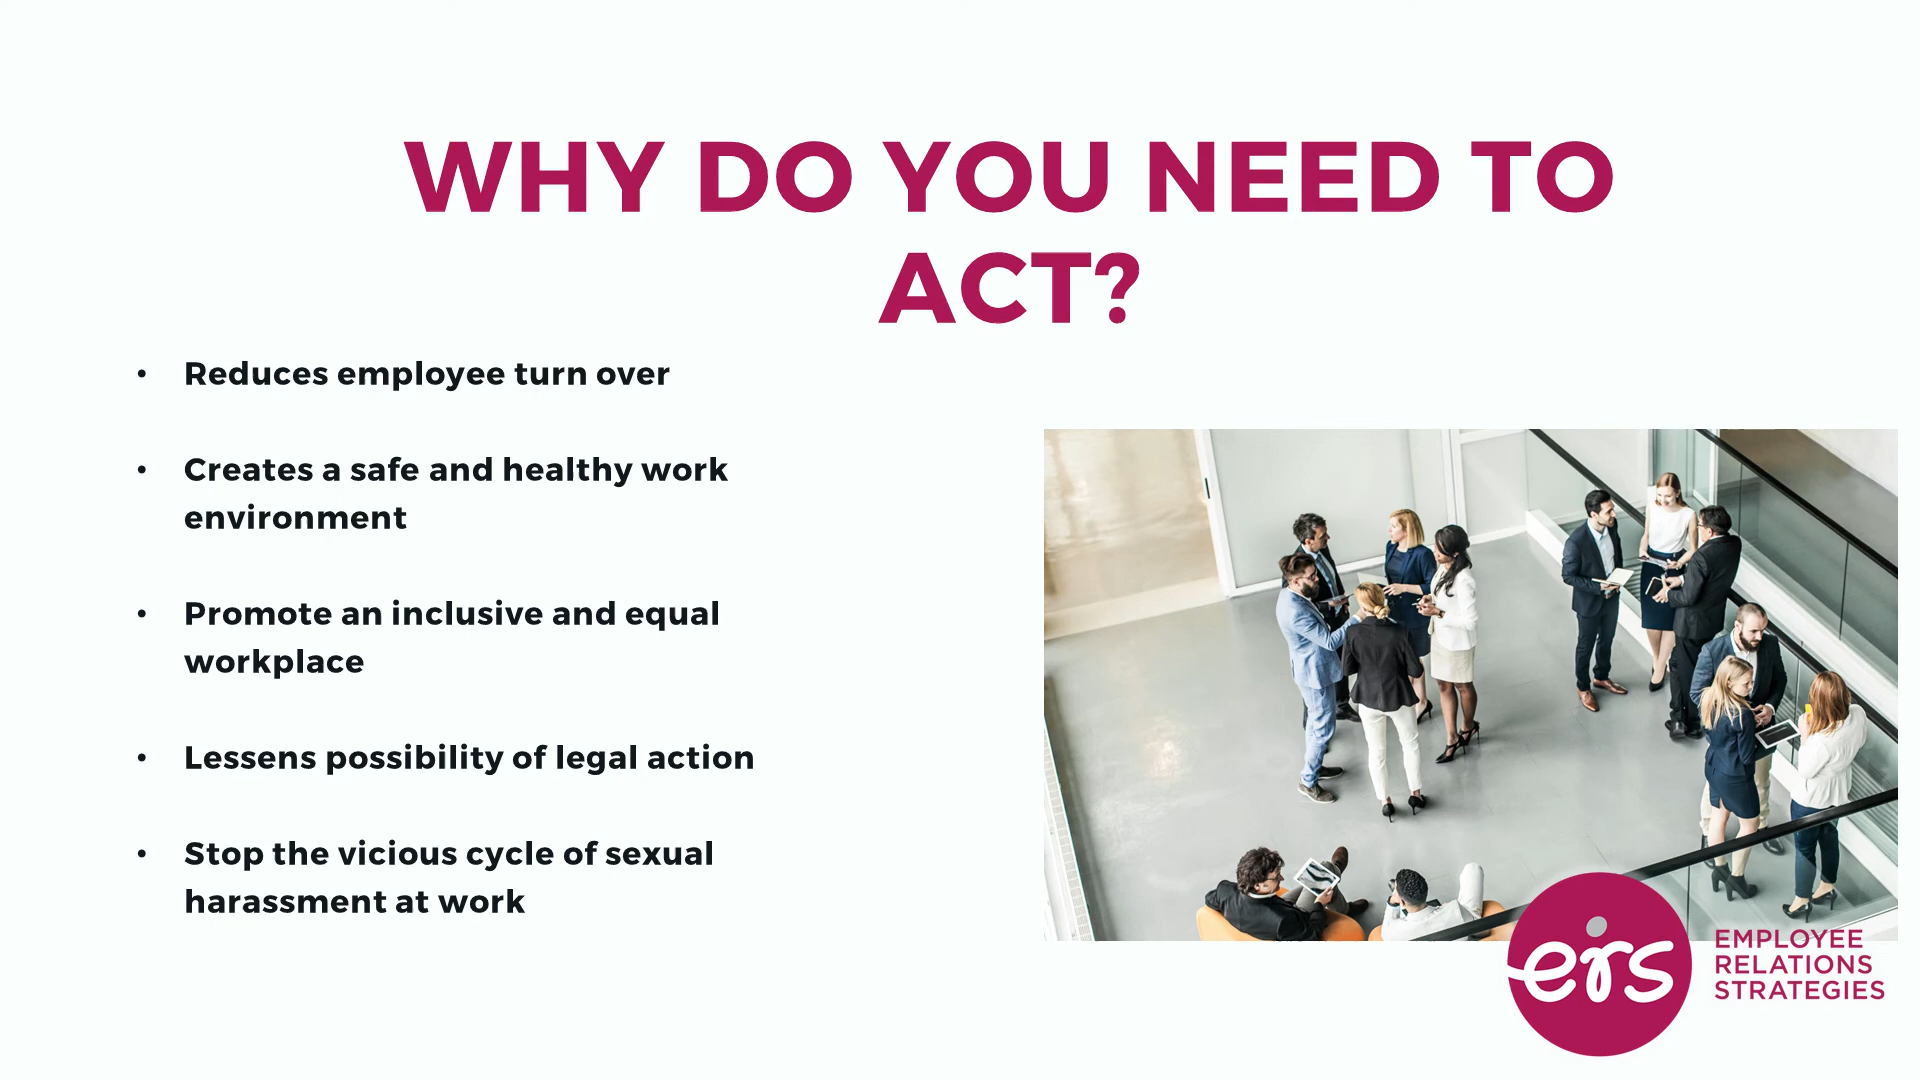 WHY DO YOU NEED TO
ACT?
• Reduces employee turn over
• Creates a safe and healthy work
environment
• Promote an inclusive and equal
workplace
• Lessens possibility of legal action
• Stop the vicious cycle of sexual
harassment at work
ers
EMPLOYEE
RELATIONS
STRATEGIES